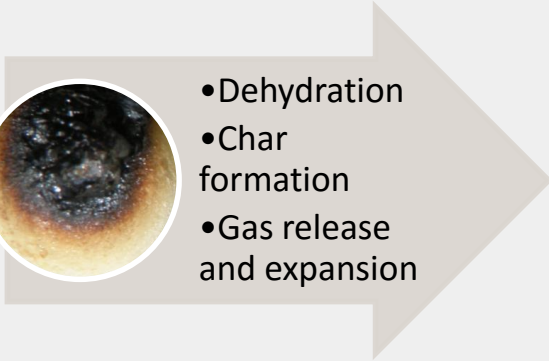 •Dehydration
•Char
formation
•Gas release
and expansion